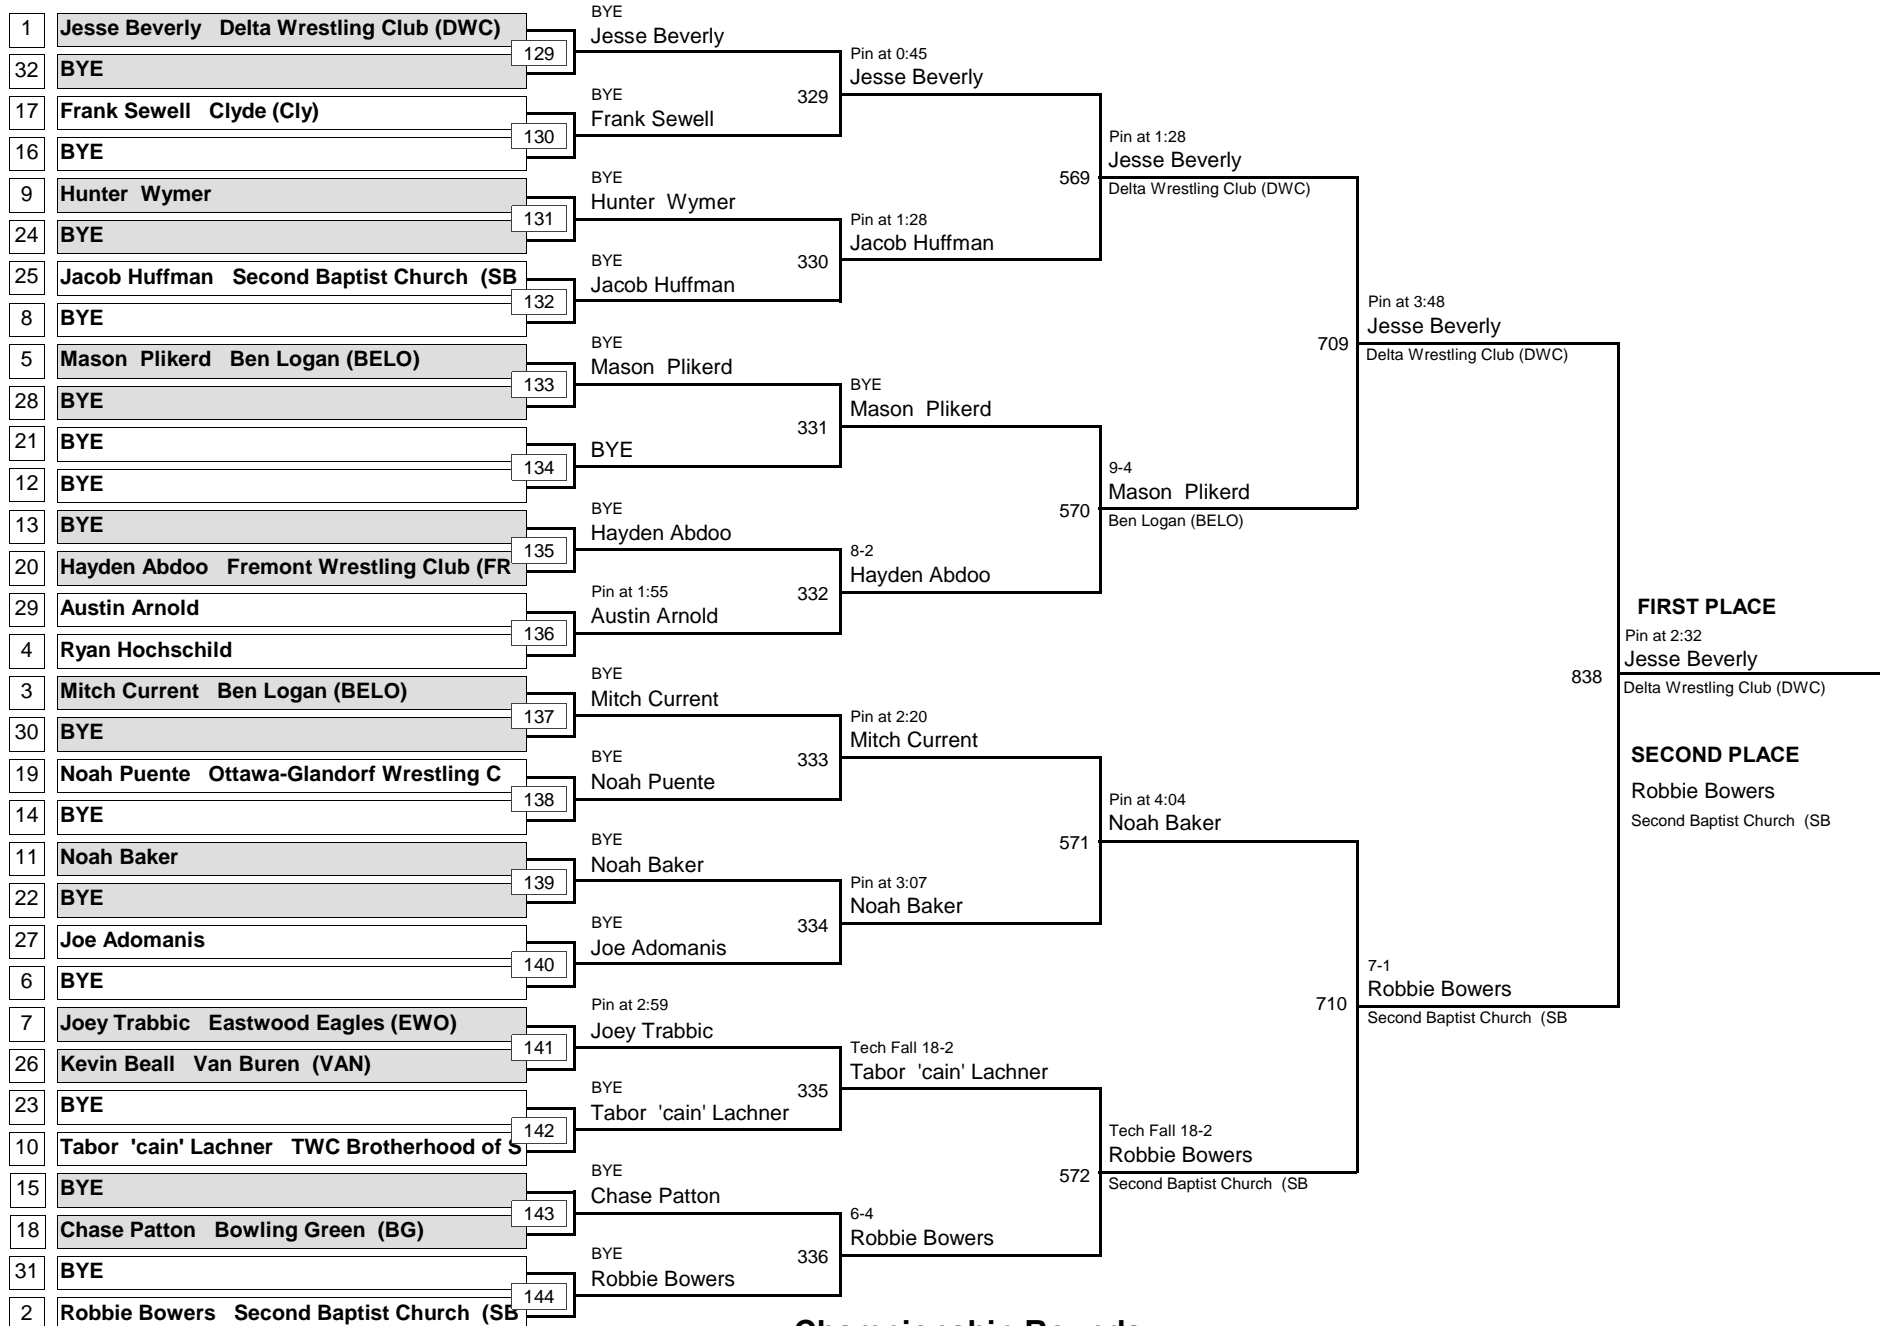 1 Jesse Beverly Delta Wrestling Club (DWC)
32 BYE
129
17 Frank Sewell Clyde (Cly)
16 BYE
130
9 Hunter Wymer
24 BYE
131
25 Jacob Huffman Second Baptist Church (SB
8 BYE
132
5 Mason Plikerd Ben Logan (BELO)
28 BYE
133
21 BYE
12 BYE
134
13 BYE
20 Hayden Abdoo Fremont Wrestling Club (FR
135
29 Austin Arnold
4 Ryan Hochschild
136
3 Mitch Current Ben Logan (BELO)
30 BYE
137
19 Noah Puente Ottawa-Glandorf Wrestling C
14 BYE
138
11 Noah Baker
22 BYE
139
27 Joe Adomanis
6 BYE
140
7 Joey Trabbic Eastwood Eagles (EWO)
26 Kevin Beall Van Buren (VAN)
141
23 BYE
10 Tabor 'cain' Lachner TWC Brotherhood of S
142
15 BYE
18 Chase Patton Bowling Green (BG)
143
31 BYE
2 Robbie Bowers Second Baptist Church (SB
144
BYE
Jesse Beverly
BYE
Frank Sewell
329
BYE
Hunter Wymer
BYE
Jacob Huffman
330
BYE
Mason Plikerd
BYE
331
BYE
Hayden Abdoo
Pin at 1:55
Austin Arnold
332
BYE
Mitch Current
BYE
Noah Puente
333
BYE
Noah Baker
BYE
Joe Adomanis
334
Pin at 2:59
Joey Trabbic
BYE
Tabor 'cain' Lachner
335
BYE
Chase Patton
BYE
Robbie Bowers
336
Pin at 0:45
Jesse Beverly
Pin at 1:28
Jacob Huffman
569
BYE
Mason Plikerd
8-2
Hayden Abdoo
570
Pin at 2:20
Mitch Current
Pin at 3:07
Noah Baker
571
Tech Fall 18-2
Tabor 'cain' Lachner
6-4
Robbie Bowers
572
Pin at 1:28
Jesse Beverly
Delta Wrestling Club (DWC)
9-4
Mason Plikerd
Ben Logan (BELO)
709
Pin at 4:04
Noah Baker
Tech Fall 18-2
Robbie Bowers
Second Baptist Church (SB
710
Pin at 3:48
Jesse Beverly
Delta Wrestling Club (DWC)
7-1
Robbie Bowers
Second Baptist Church (SB
838
FIRST PLACE
Pin at 2:32
Jesse Beverly
Delta Wrestling Club (DWC)
SECOND PLACE
Robbie Bowers
Second Baptist Church (SB
Championship Rounds